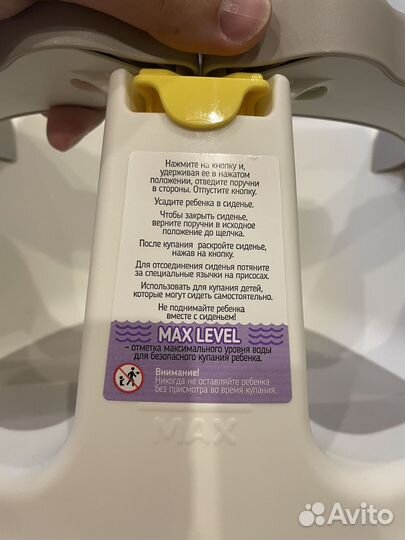 Нажмите на кнопку и,
удерживая ее в нажатом
положении, отведите поручни
в стороны. Отпустите кнопку.
Усадите ребенка в сиденье.
Чтобы закрыть сиденье,
верните поручни в исходное
положение до щелчка.
После купания раскройте сиденье,
нажав на кнопку.
Для отсоединения сиденья потяните
за специальные язычки на присосах.
Использовать для купания детей,
которые могут сидеть самостоятельно.
Не поднимайте ребенка
вместе с сиденьем!
MAX LEVEL
– отметка максимального уровня воды
для безопасного купания ребенка.
Внимание!
Никогда не оставляйте ребенка
без присмотра во время купания.
MAX
Avito